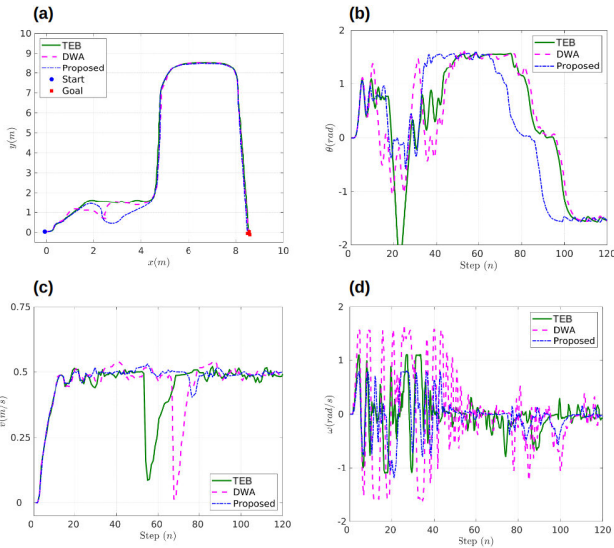 (a)
10
9
8
7
6
5
4
3
2
1
0
y(m)
TEB
DWA
Proposed
Start
Goal
0 2 4 6 8 10
x(m)
(b)
2
1
0
-1
-2
θ(rad)
TEB
DWA
Proposed
0 20 40 60 80 100 120
Step (n)
(c)
0.75
0.5
0.25
0
v(m/s)
TEB
DWA
Proposed
0 20 40 60 80 100 120
Step (n)
(d)
2
1
0
-1
-2
ω(rad/s)
TEB
DWA
Proposed
0 20 40 60 80 100 120
Step (n)